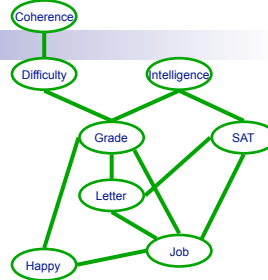 Coherence
Difficulty
Intelligence
Grade
SAT
Letter
Job
Happy